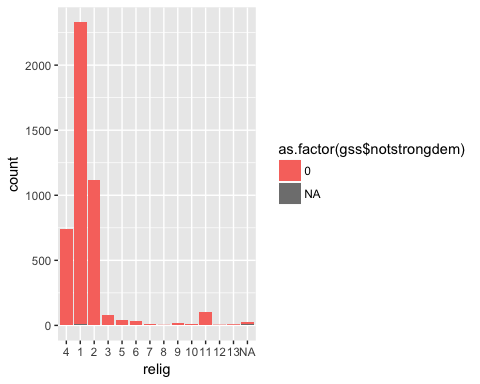 2000
1500
1000
500
0
count
4 1 2 3 5 6 7 8 9 10 11 12 13 NA
relig
as.factor(gss$notstrongdem)
0
NA